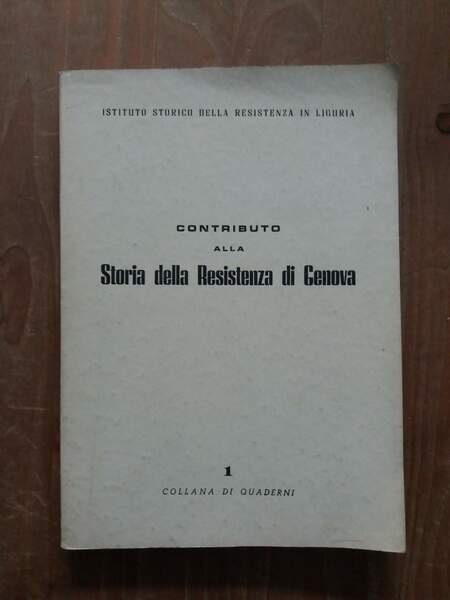 ISTITUTO STORICO DELLA RESISTENZA IN LIGURIA
CONTRIBUTO
ALLA
Storia della Resistenza di Genova
1
COLLANA DI QUADERNI